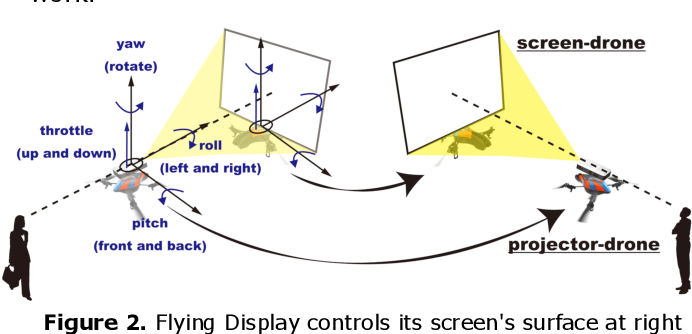 yaw
(rotate)
screen-drone
throttle
(up and down)
roll
(left and right)
pitch
(front and back)
projector-drone
Figure 2. Flying Display controls its screen's surface at right